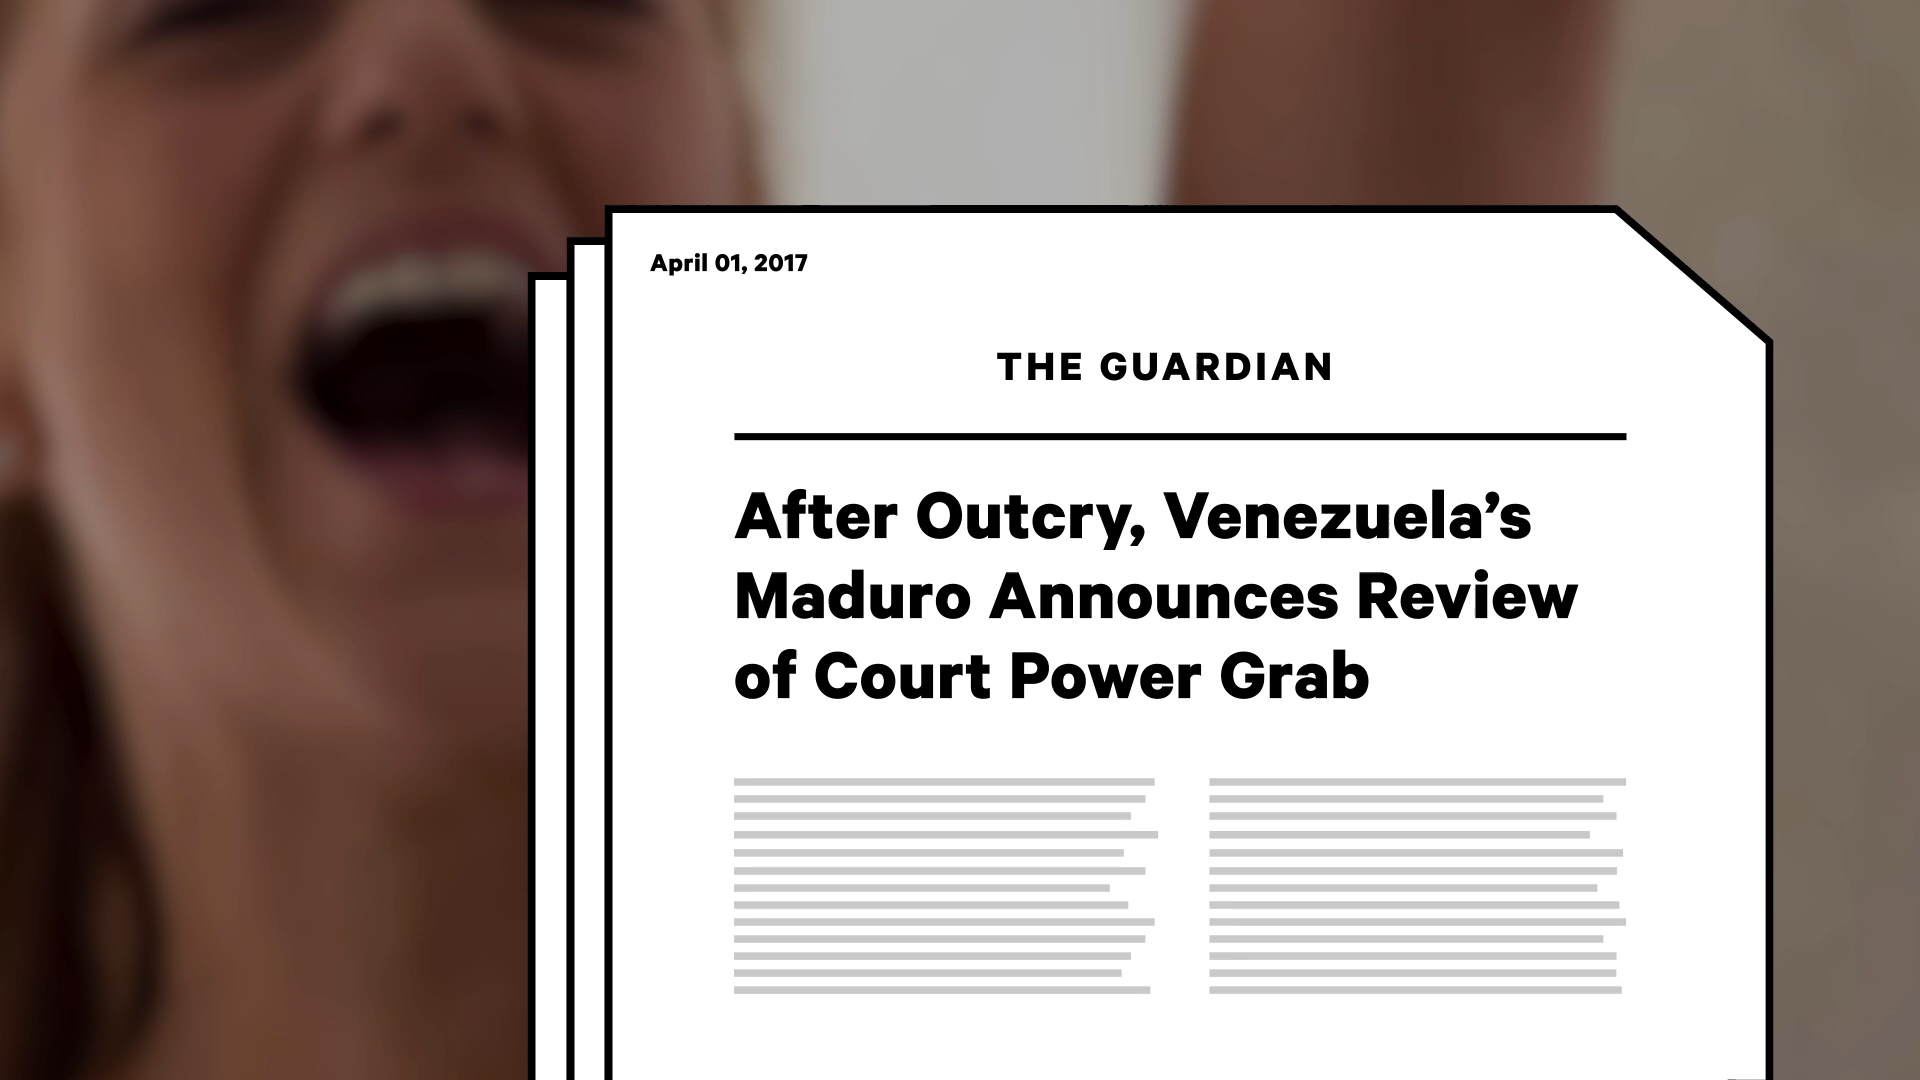 April 01, 2017
THE GUARDIAN
After Outcry, Venezuela’s
Maduro Announces Review
of Court Power Grab